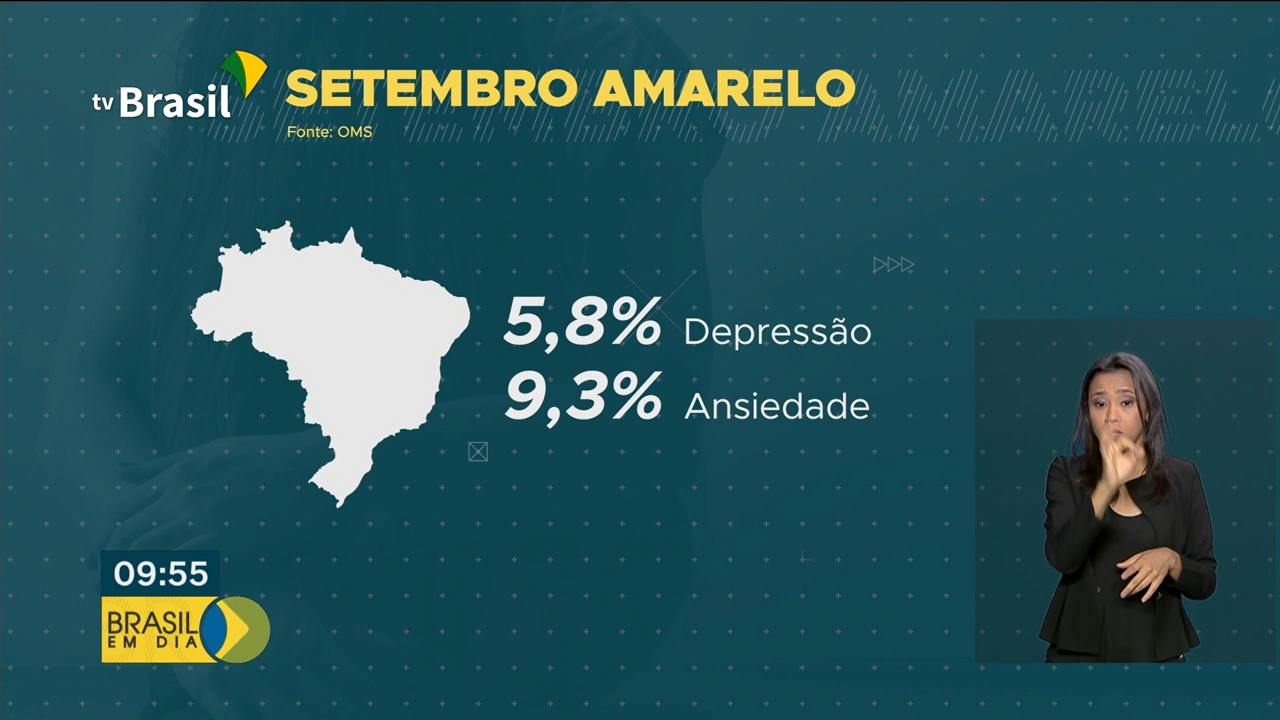 tv Brasil
SETEMBRO AMARELO
Fonte: OMS
5,8% Depressão
9,3% Ansiedade
09:55
BRASIL
EM DIA